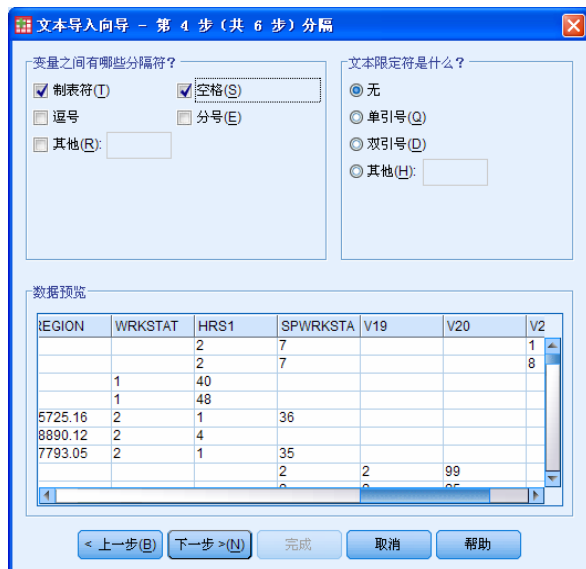 文本导入向导 - 第 4 步（共 6 步）分隔
变量之间有哪些分隔符？
制表符(T)
空格(S)
逗号
分号(E)
其他(R):
文本限定符是什么？
无
单引号(Q)
双引号(D)
其他(H):
数据预览
REGION WRKSTAT HRS1 SPWRKSTA V19 V20 V2
2 7 1
2 7 8
1 40
1 48
5725.16 2 1 36
8890.12 2 4
7793.05 2 1 35
2 2 99
< 上一步(B) 下一步 >(N) 完成 取消 帮助